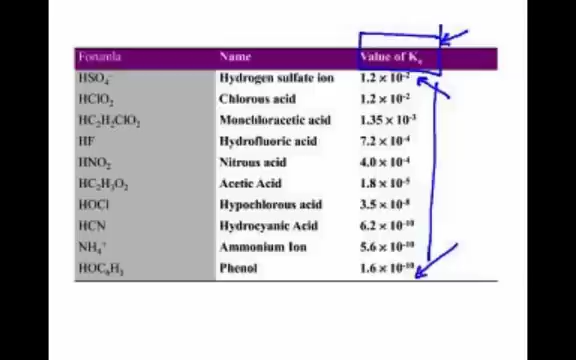 Formula Name Value of Kₐ
HSO₄⁻ Hydrogen sulfate ion 1.2 × 10⁻²
HClO₂ Chlorous acid 1.2 × 10⁻²
HC₂H₂ClO₂ Monchloracetic acid 1.35 × 10⁻³
HF Hydrofluoric acid 7.2 × 10⁻⁴
HNO₂ Nitrous acid 4.0 × 10⁻⁴
HC₂H₃O₂ Acetic Acid 1.8 × 10⁻⁵
HOCl Hypochlorous acid 3.5 × 10⁻⁸
HCN Hydrocyanic Acid 6.2 × 10⁻¹⁰
NH₄⁺ Ammonium Ion 5.6 × 10⁻¹⁰
HOC₆H₅ Phenol 1.6 × 10⁻¹⁰